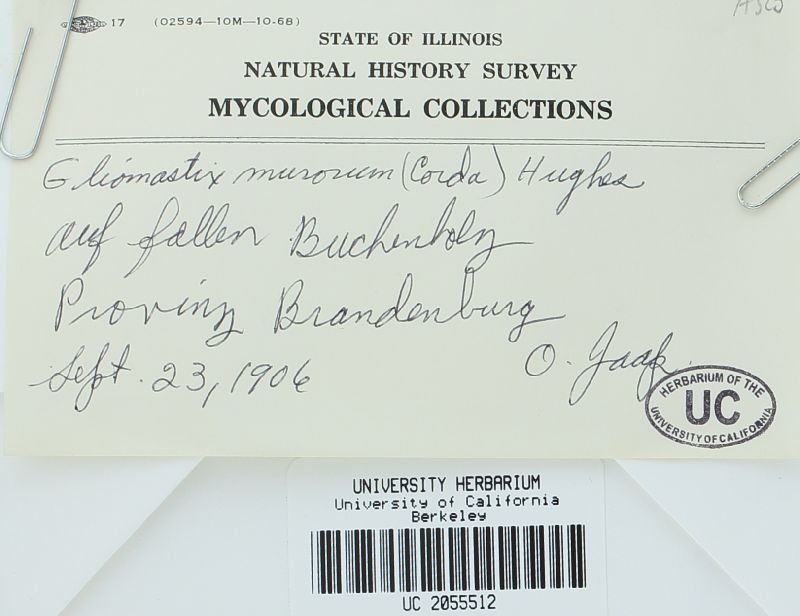 17 (02594—10M—10-68)
STATE OF ILLINOIS
NATURAL HISTORY SURVEY
MYCOLOGICAL COLLECTIONS
Gliomastix murorum (Corda) Hughes
auf fallen Buchenholz
Provinz Brandenburg
Sept. 23, 1906
O. Jaap.
HERBARIUM OF THE
UC
UNIVERSITY OF CALIFORNIA
UNIVERSITY HERBARIUM
University of California
Berkeley
UC 2055512